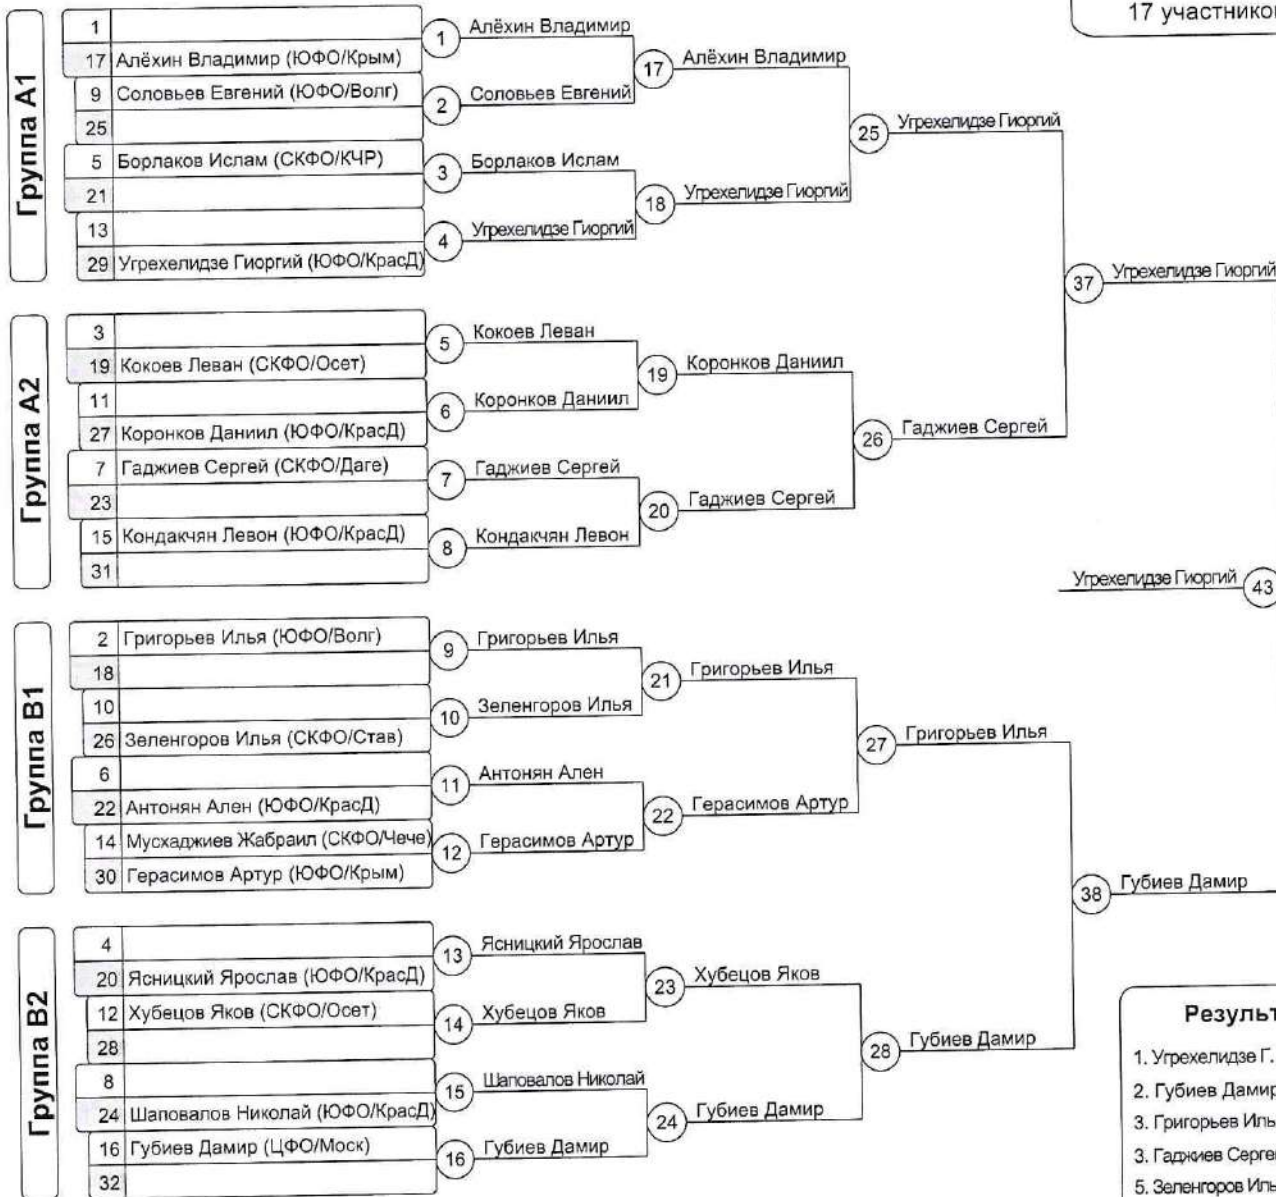 17 участников
Группа A1
1
17 Алёхин Владимир (ЮФО/Крым)
9 Соловьев Евгений (ЮФО/Волг)
25
5 Борлаков Ислам (СКФО/КЧР)
21
13
29 Угрехелидзе Гиоргий (ЮФО/КрасД)
1 Алёхин Владимир
2 Соловьев Евгений
3 Борлаков Ислам
4 Угрехелидзе Гиоргий
17 Алёхин Владимир
18 Угрехелидзе Гиоргий
25 Угрехелидзе Гиоргий
Группа A2
3
19 Кокоев Леван (СКФО/Осет)
11
27 Коронков Даниил (ЮФО/КрасД)
7 Гаджиев Сергей (СКФО/Даге)
23
15 Кондакчян Левон (ЮФО/КрасД)
31
5 Кокоев Леван
6 Коронков Даниил
7 Гаджиев Сергей
8 Кондакчян Левон
19 Коронков Даниил
20 Гаджиев Сергей
26 Гаджиев Сергей
37 Угрехелидзе Гиоргий
Угрехелидзе Гиоргий 43
Группа B1
2 Григорьев Илья (ЮФО/Волг)
18
10
26 Зеленгоров Илья (СКФО/Став)
6
22 Антонян Ален (ЮФО/КрасД)
14 Мусхаджиев Жабраил (СКФО/Чече)
30 Герасимов Артур (ЮФО/Крым)
9 Григорьев Илья
10 Зеленгоров Илья
11 Антонян Ален
12 Герасимов Артур
21 Григорьев Илья
22 Герасимов Артур
27 Григорьев Илья
Группа B2
4
20 Ясницкий Ярослав (ЮФО/КрасД)
12 Хубецов Яков (СКФО/Осет)
28
8
24 Шаповалов Николай (ЮФО/КрасД)
16 Губиев Дамир (ЦФО/Моск)
32
13 Ясницкий Ярослав
14 Хубецов Яков
15 Шаповалов Николай
16 Губиев Дамир
23 Хубецов Яков
24 Губиев Дамир
28 Губиев Дамир
38 Губиев Дамир
Результ
1. Угрехелидзе Г.
2. Губиев Дамир
3. Григорьев Иль
3. Гаджиев Серге
5. Зеленгоров Иль